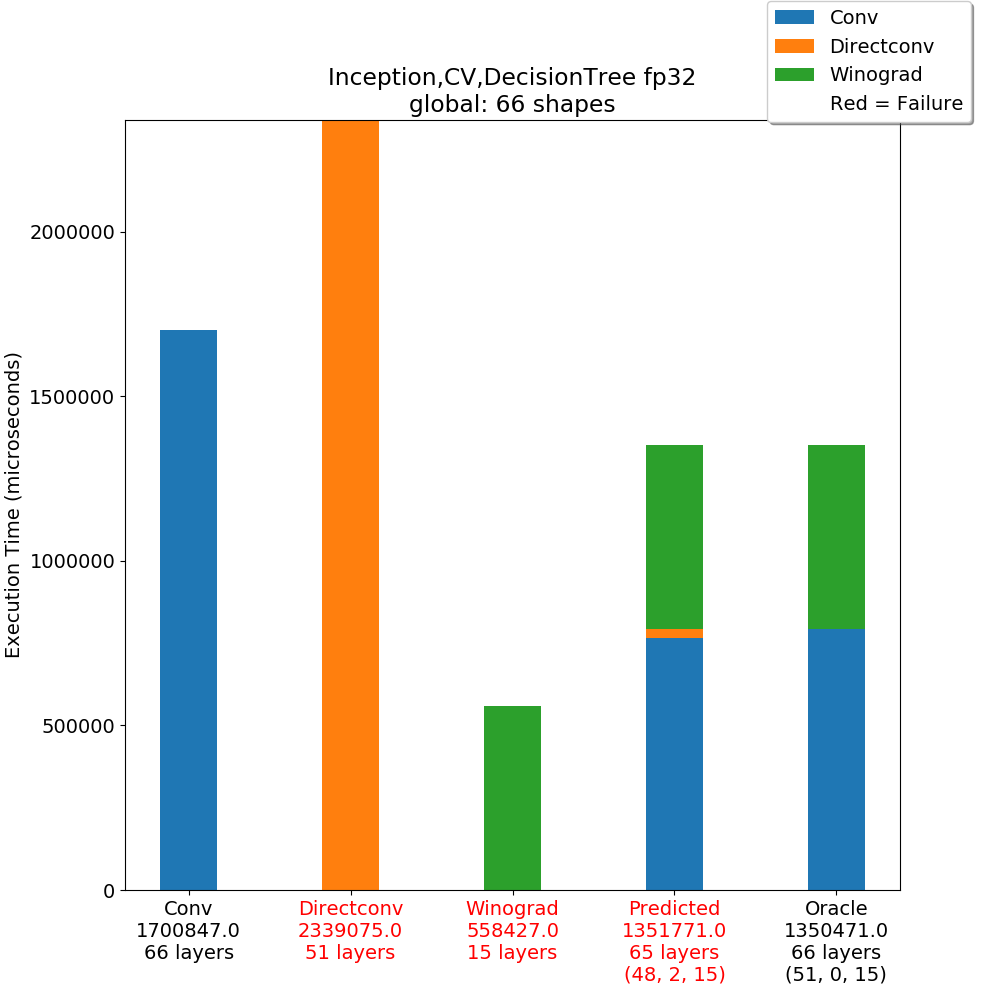 Conv
Directconv
Winograd
Red = Failure
Inception,CV,DecisionTree fp32
global: 66 shapes
Execution Time (microseconds)
2000000
1500000
1000000
500000
0
Conv
1700847.0
66 layers
Directconv
2339075.0
51 layers
Winograd
558427.0
15 layers
Predicted
1351771.0
65 layers
(48, 2, 15)
Oracle
1350471.0
66 layers
(51, 0, 15)